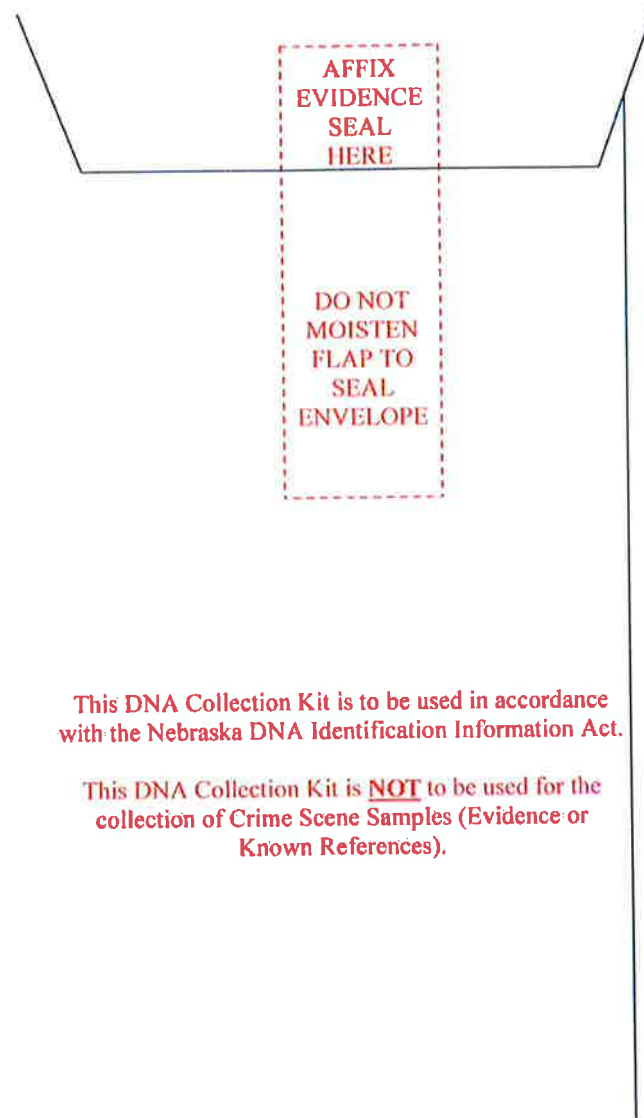 AFFIX
EVIDENCE
SEAL
HERE
DO NOT
MOISTEN
FLAP TO
SEAL
ENVELOPE
This DNA Collection Kit is to be used in accordance
with the Nebraska DNA Identification Information Act.
This DNA Collection Kit is NOT to be used for the
collection of Crime Scene Samples (Evidence or
Known References).